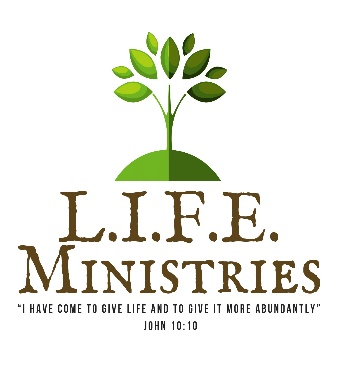 L.I.F.E.
MINISTRIES
“I HAVE COME TO GIVE LIFE AND TO GIVE IT MORE ABUNDANTLY”
JOHN 10:10